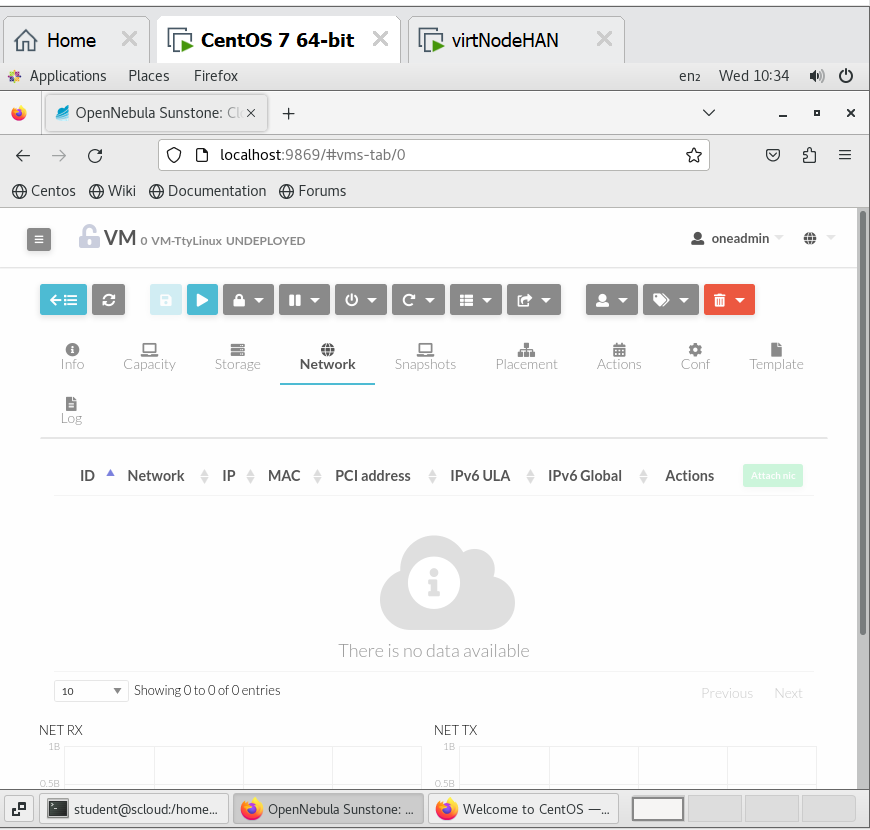 Home
CentOS 7 64-bit
virtNodeHAN
Applications Places Firefox en₂ Wed 10:34
OpenNebula Sunstone: Cl
localhost:9869/#vms-tab/0
Centos Wiki Documentation Forums
VM 0 VM-TtyLinux UNDEPLOYED
oneadmin
Info Capacity Storage Network Snapshots Placement Actions Conf Template
Log
ID Network IP MAC PCI address IPv6 ULA IPv6 Global Actions Attach nic
There is no data available
10 Showing 0 to 0 of 0 entries
Previous Next
NET RX NET TX
1B 1B
0.5B 0.5B
student@scloud:/home... OpenNebula Sunstone: ... Welcome to CentOS —...